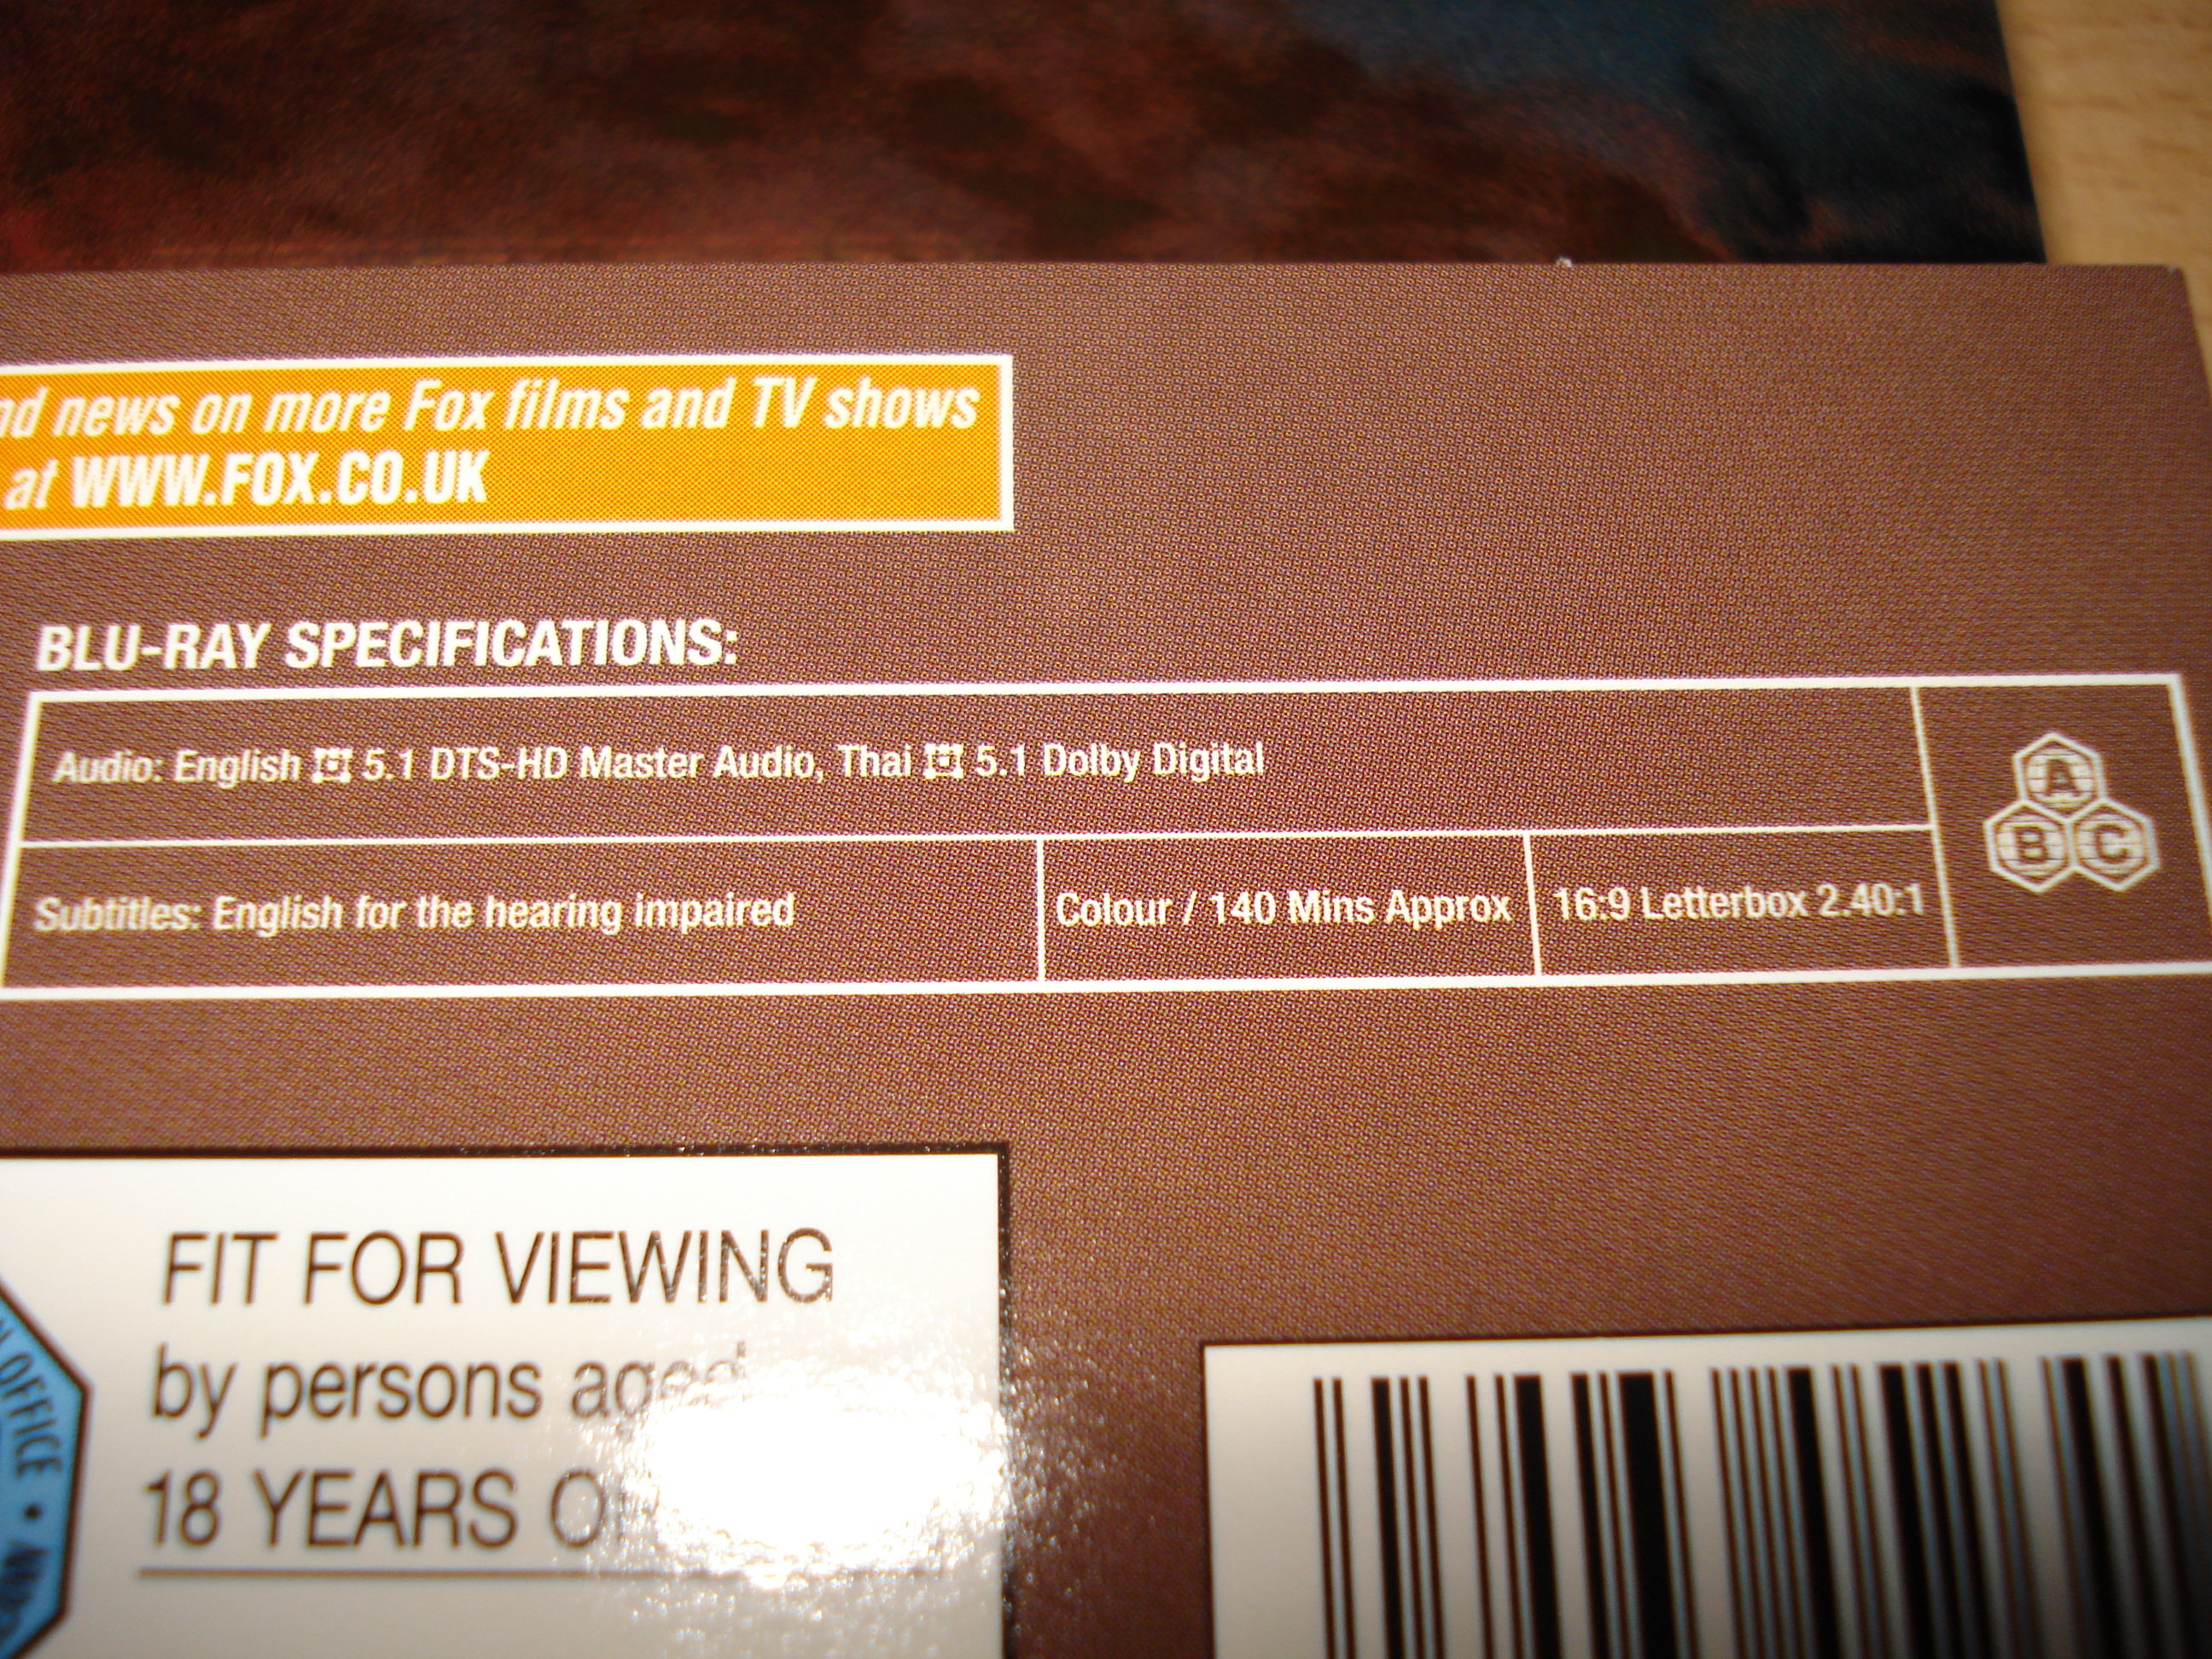 nd news on more Fox films and TV shows
at WWW.FOX.CO.UK
BLU-RAY SPECIFICATIONS:
Audio: English 5.1 DTS-HD Master Audio, Thai 5.1 Dolby Digital
A
B C
Subtitles: English for the hearing impaired
Colour / 140 Mins Approx
16:9 Letterbox 2.40:1
FIT FOR VIEWING
by persons aged
18 YEARS
OFFICE •